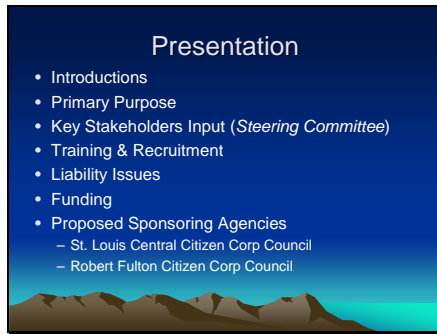 Presentation
• Introductions
• Primary Purpose
• Key Stakeholders Input (Steering Committee)
• Training & Recruitment
• Liability Issues
• Funding
• Proposed Sponsoring Agencies
– St. Louis Central Citizen Corp Council
– Robert Fulton Citizen Corp Council